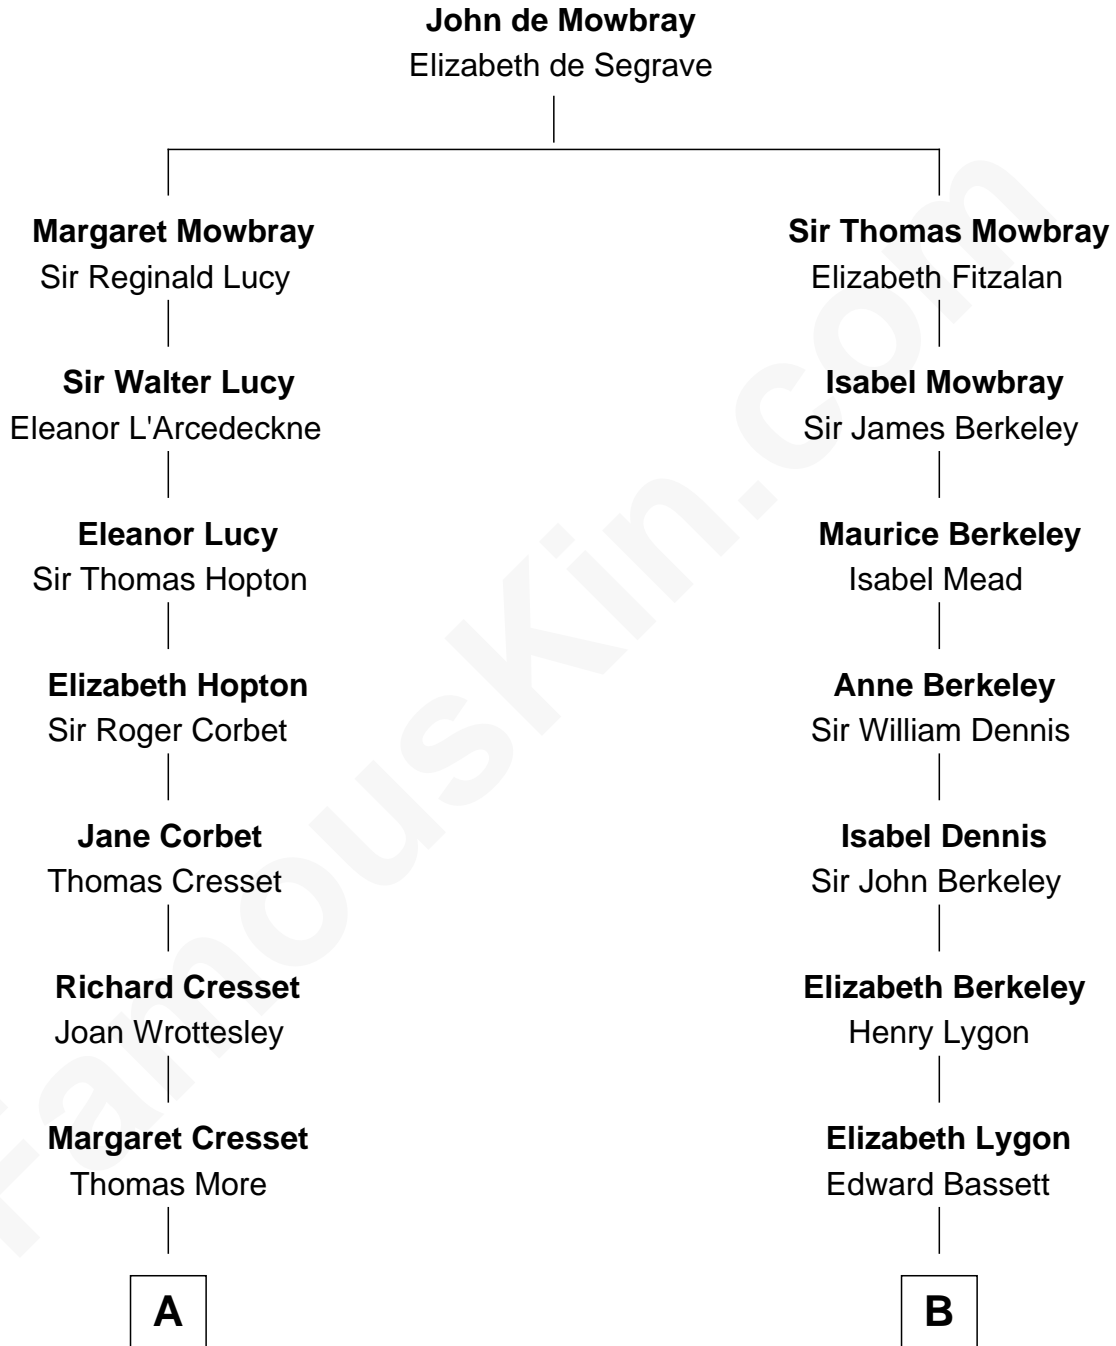 John de Mowbray
Elizabeth de Segrave
Margaret Mowbray
Sir Reginald Lucy
Sir Thomas Mowbray
Elizabeth Fitzalan
Sir Walter Lucy
Eleanor L'Arcedeckne
Isabel Mowbray
Sir James Berkeley
Eleanor Lucy
Sir Thomas Hopton
Maurice Berkeley
Isabel Mead
Elizabeth Hopton
Sir Roger Corbet
Anne Berkeley
Sir William Dennis
Jane Corbet
Thomas Cresset
Isabel Dennis
Sir John Berkeley
Richard Cresset
Joan Wrottesley
Elizabeth Berkeley
Henry Lygon
Margaret Cresset
Thomas More
Elizabeth Lygon
Edward Bassett
A
B
FamousKin.com